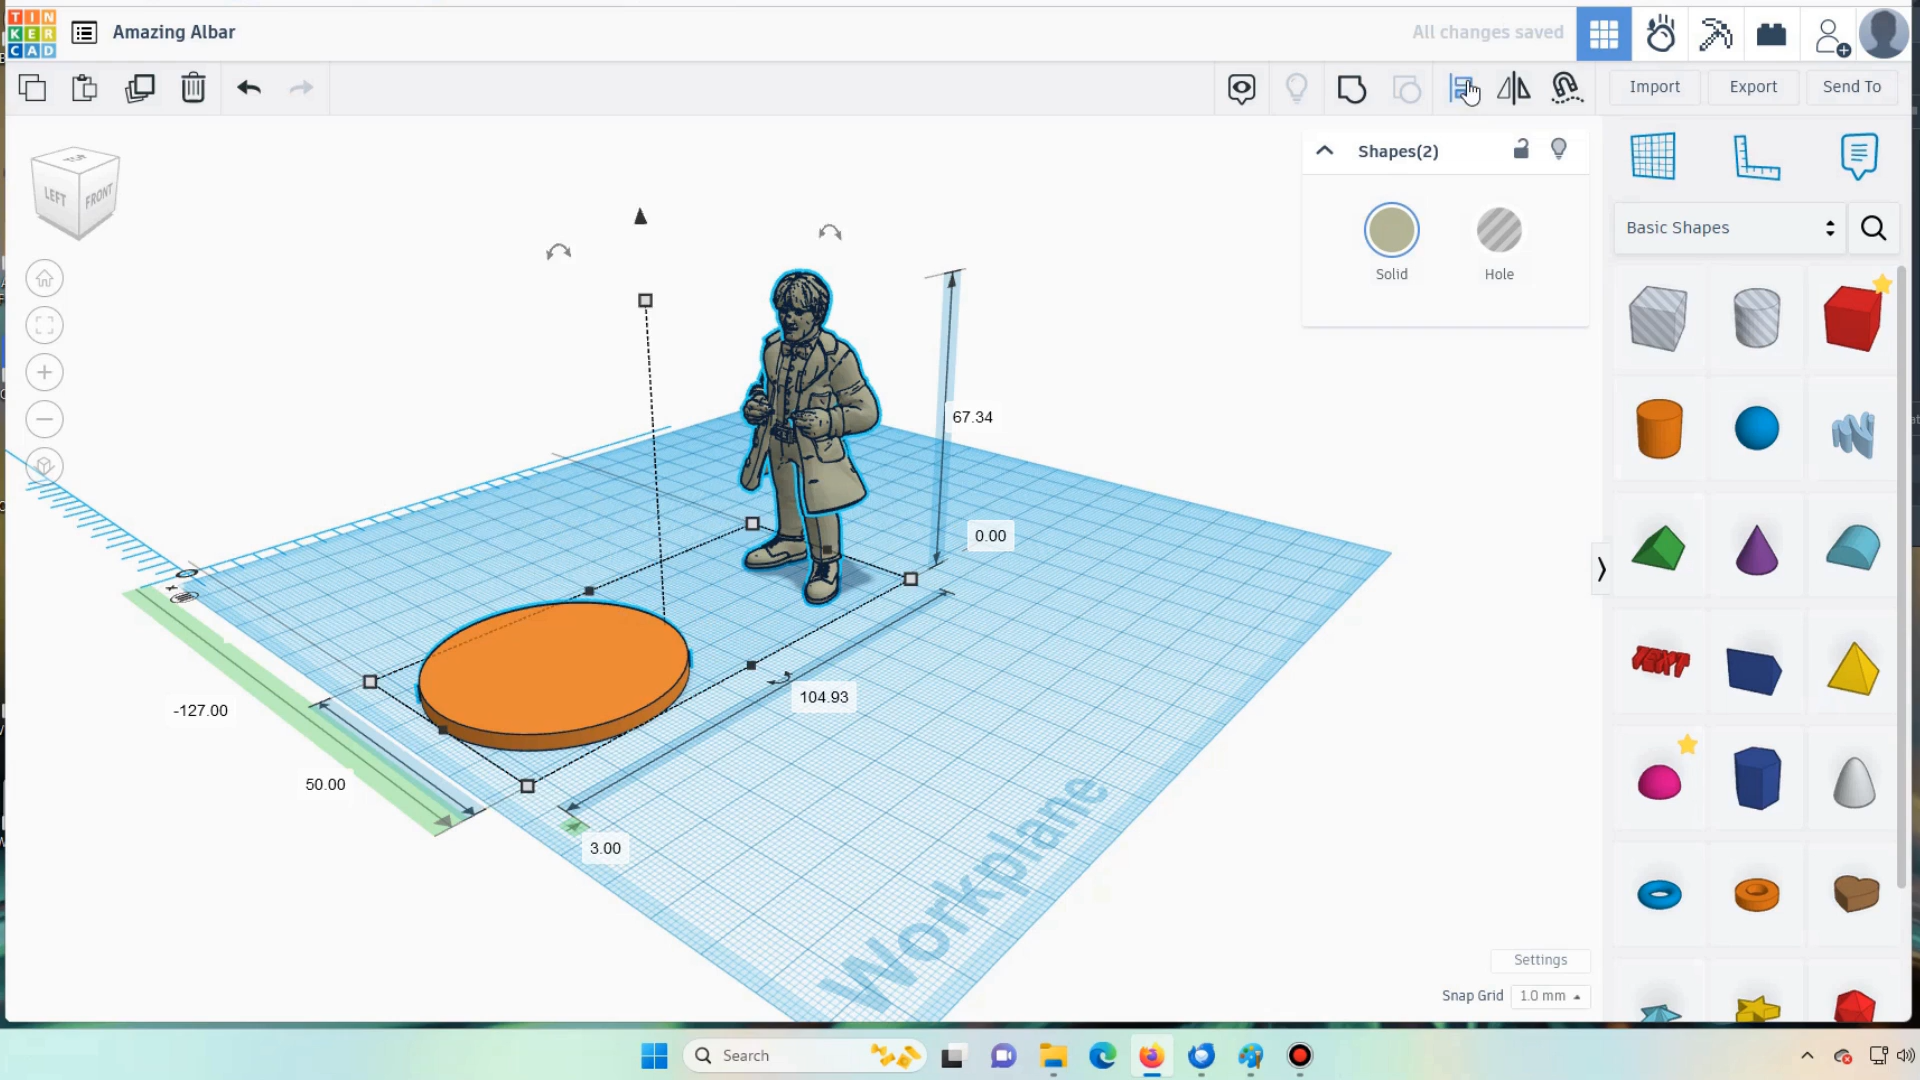 TIN
KER
CAD
Amazing Albar
All changes saved
Import
Export
Send To
TOP
LEFT
FRONT
Shapes(2)
Solid
Hole
Basic Shapes
67.34
0.00
104.93
-127.00
50.00
3.00
Workplane
TEXT
Settings
Snap Grid
1.0 mm
Search